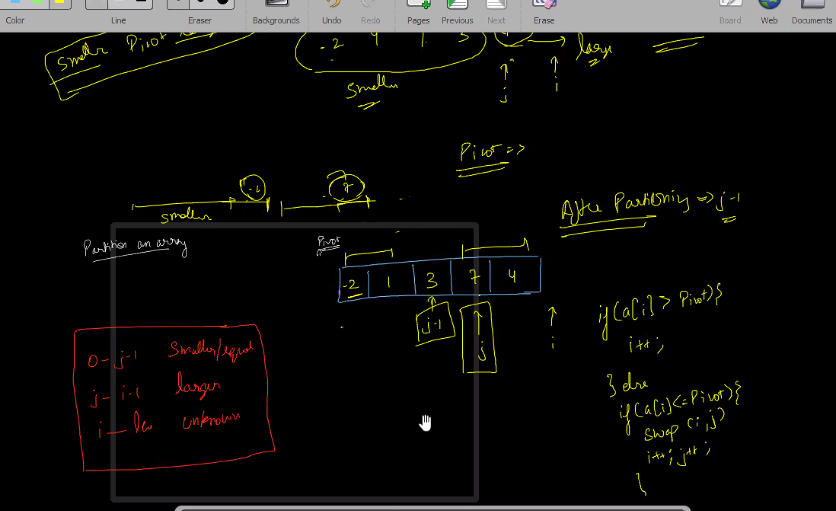 Color Line Eraser Backgrounds Undo Redo Pages Previous Next Erase Board Web Documents
Smaller Pivot
-2 4 1 3
larger
smaller
j i
Pivot =>
-2 7
smaller
After Partitioning => j-1
Partition an array
Pivot
-2 1 3 7 4
j-1 j i
if(a[i] > Pivot){
i++;
} else
if(a[i]<=Pivot){
swap (i,j)
i++; j++;
}
0 - j-1 smaller/equal
j - i-1 larger
i — unknown